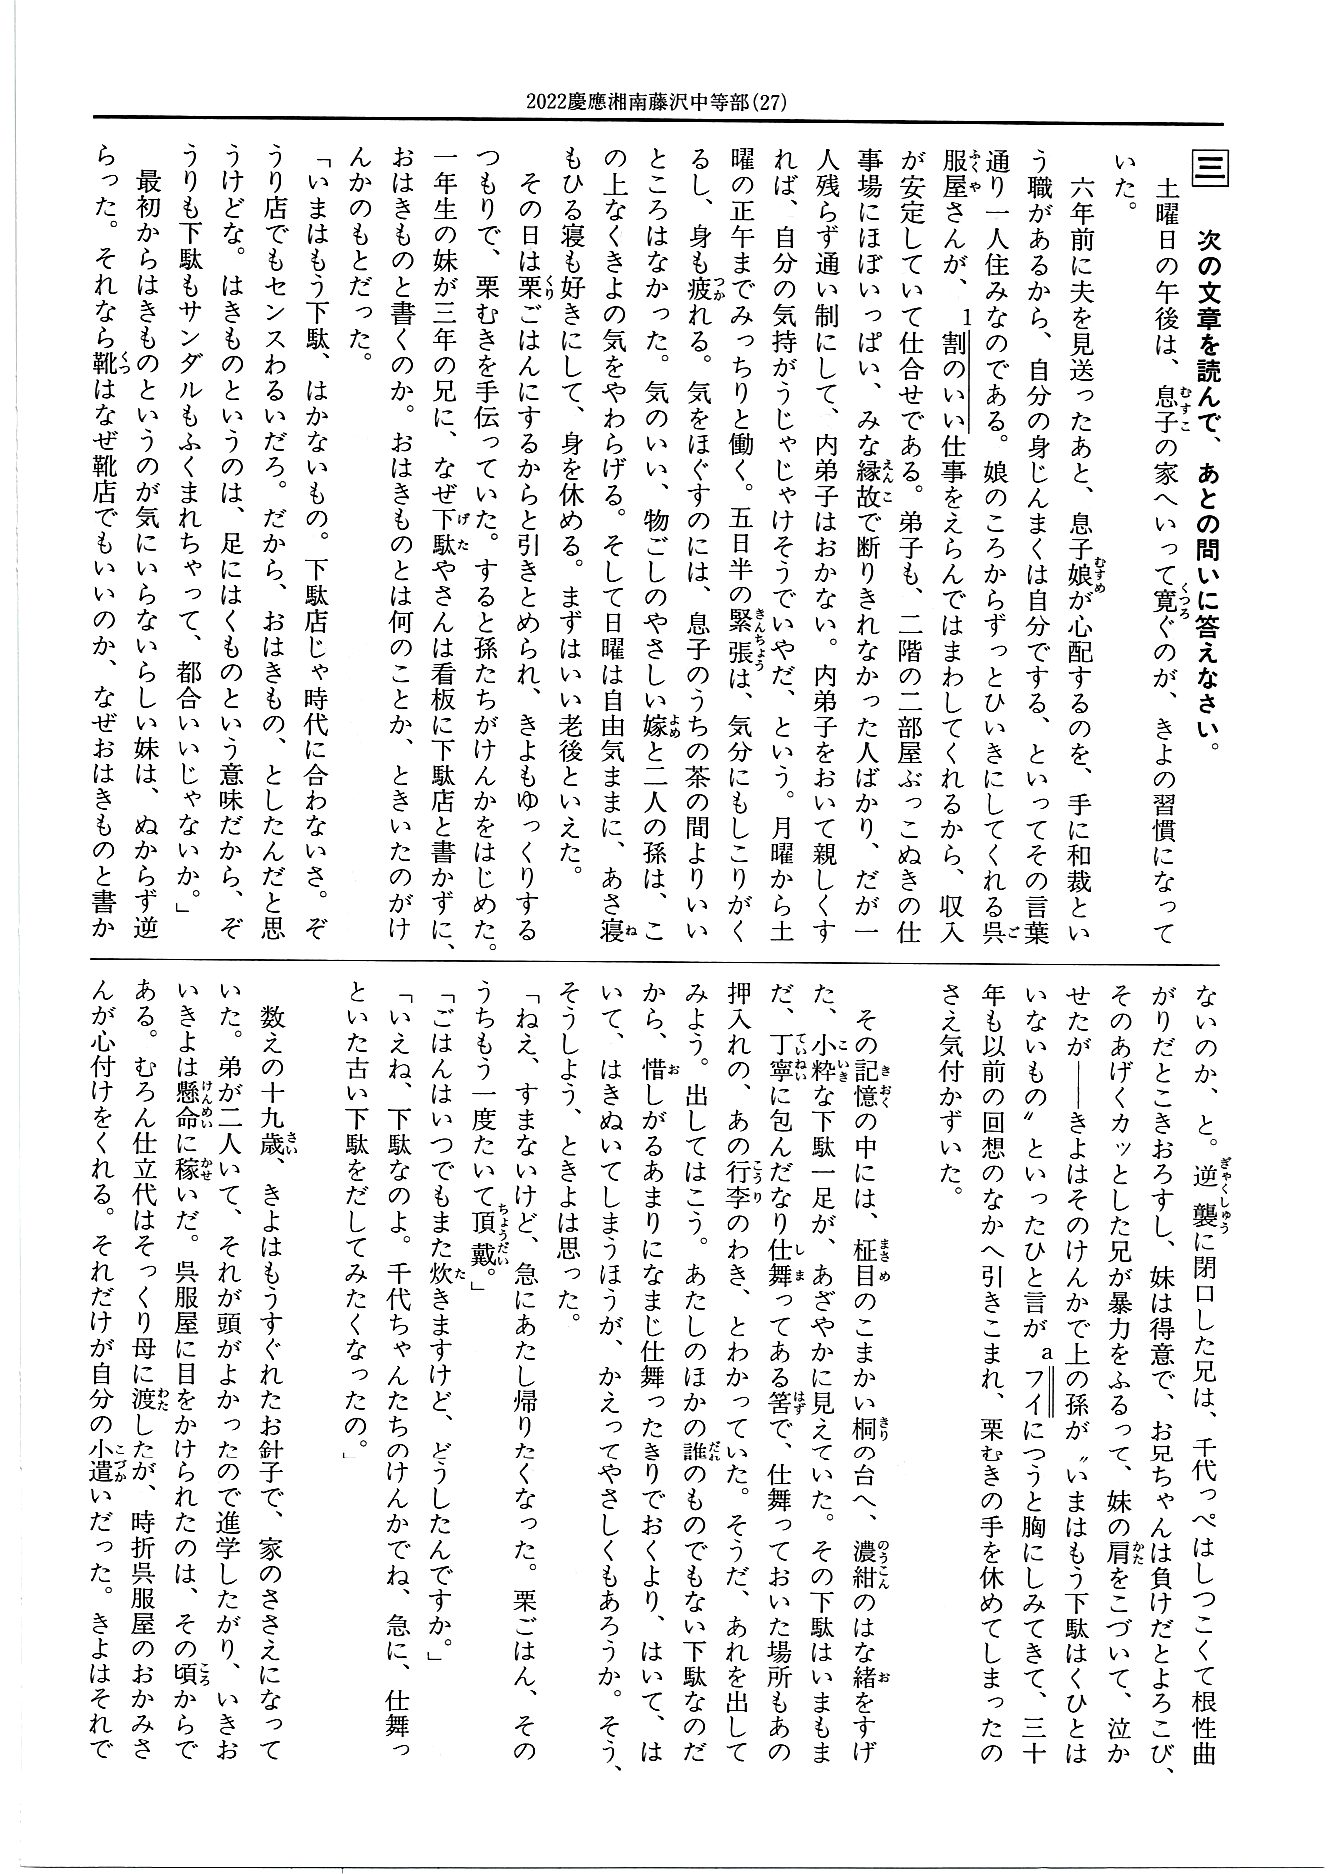 2022慶應湘南藤沢中等部(27)
三 次の文章を読んで、あとの問いに答えなさい。
土曜日の午後は、息子の家へいって寛ぐのが、きよの習慣になって
いた。
六年前に夫を見送ったあと、息子娘が心配するのを、手に和裁とい
う職があるから、自分の身じんまくは自分でする、といってその言葉
通り一人住みなのである。娘のころからずっとひいきにしてくれる呉
服屋さんが、1割のいい仕事をえらんではまわしてくれるから、収入
が安定していて仕合せである。弟子も、二階の二部屋ぶっこぬきの仕
事場にほぼいっぱい、みな縁故で断りきれなかった人ばかり、だが一
人残らず通い制にして、内弟子はおかない。内弟子をおいて親しくす
れば、自分の気持がうじゃじゃけそうでいやだ、という。月曜から土
曜の正午までみっちりと働く。五日半の緊張は、気分にもしこりがく
るし、身も疲れる。気をほぐすのには、息子のうちの茶の間よりいい
ところはなかった。気のいい、物ごしのやさしい嫁と二人の孫は、こ
の上なくきよの気をやわらげる。そして日曜は自由気ままに、あさ寝
もひる寝も好きにして、身を休める。まずはいい老後といえた。
その日は栗ごはんにするからと引きとめられ、きよもゆっくりする
つもりで、栗むきを手伝っていた。すると孫たちがけんかをはじめた。
一年生の妹が三年の兄に、なぜ下駄やさんは看板に下駄店と書かずに、
おはきものと書くのか。おはきものとは何のことか、ときいたのがけ
んかのもとだった。
「いまはもう下駄、はかないもの。下駄店じゃ時代に合わないさ。ぞ
うり店でもセンスわるいだろ。だから、おはきもの、としたんだと思
うけどな。はきものというのは、足にはくものという意味だから、ぞ
うりも下駄もサンダルもふくまれちゃって、都合いいじゃないか。」
最初からはきものというのが気にいらないらしい妹は、ぬからず逆
らった。それなら靴はなぜ靴店でもいいのか、なぜおはきものと書か
ないのか、と。逆襲に閉口した兄は、千代っぺはしつこくて根性曲
がりだとこきおろすし、妹は得意で、お兄ちゃんは負けだとよろこび、
そのあげくカッとした兄が暴力をふるって、妹の肩をこづいて、泣か
せたが――きよはそのけんかで上の孫が〝いまはもう下駄はくひとは
いないもの〟といったひと言がaフイにつうと胸にしみてきて、三十
年も以前の回想のなかへ引きこまれ、栗むきの手を休めてしまったの
さえ気付かずいた。
その記憶の中には、柾目のこまかい桐の台へ、濃紺のはな緒をすげ
た、小粋な下駄一足が、あざやかに見えていた。その下駄はいまもま
だ、丁寧に包んだなり仕舞ってある筈で、仕舞っておいた場所もあの
押入れの、あの行李のわき、とわかっていた。そうだ、あれを出して
みよう。出してはこう。あたしのほかの誰のものでもない下駄なのだ
から、惜しがるあまりになまじ仕舞ったきりでおくより、はいて、は
いて、はきぬいてしまうほうが、かえってやさしくもあろうか。そう、
そうしよう、ときよは思った。
「ねえ、すまないけど、急にあたし帰りたくなった。栗ごはん、その
うちもう一度たいて頂戴。」
「ごはんはいつでもまた炊きますけど、どうしたんですか。」
「いえね、下駄なのよ。千代ちゃんたちのけんかでね、急に、仕舞っ
といた古い下駄をだしてみたくなったの。」
数えの十九歳、きよはもうすぐれたお針子で、家のささえになって
いた。弟が二人いて、それが頭がよかったので進学したがり、いきお
いきよは懸命に稼いだ。呉服屋に目をかけられたのは、その頃からで
ある。むろん仕立代はそっくり母に渡したが、時折呉服屋のおかみさ
んが心付けをくれる。それだけが自分の小遣いだった。きよはそれで